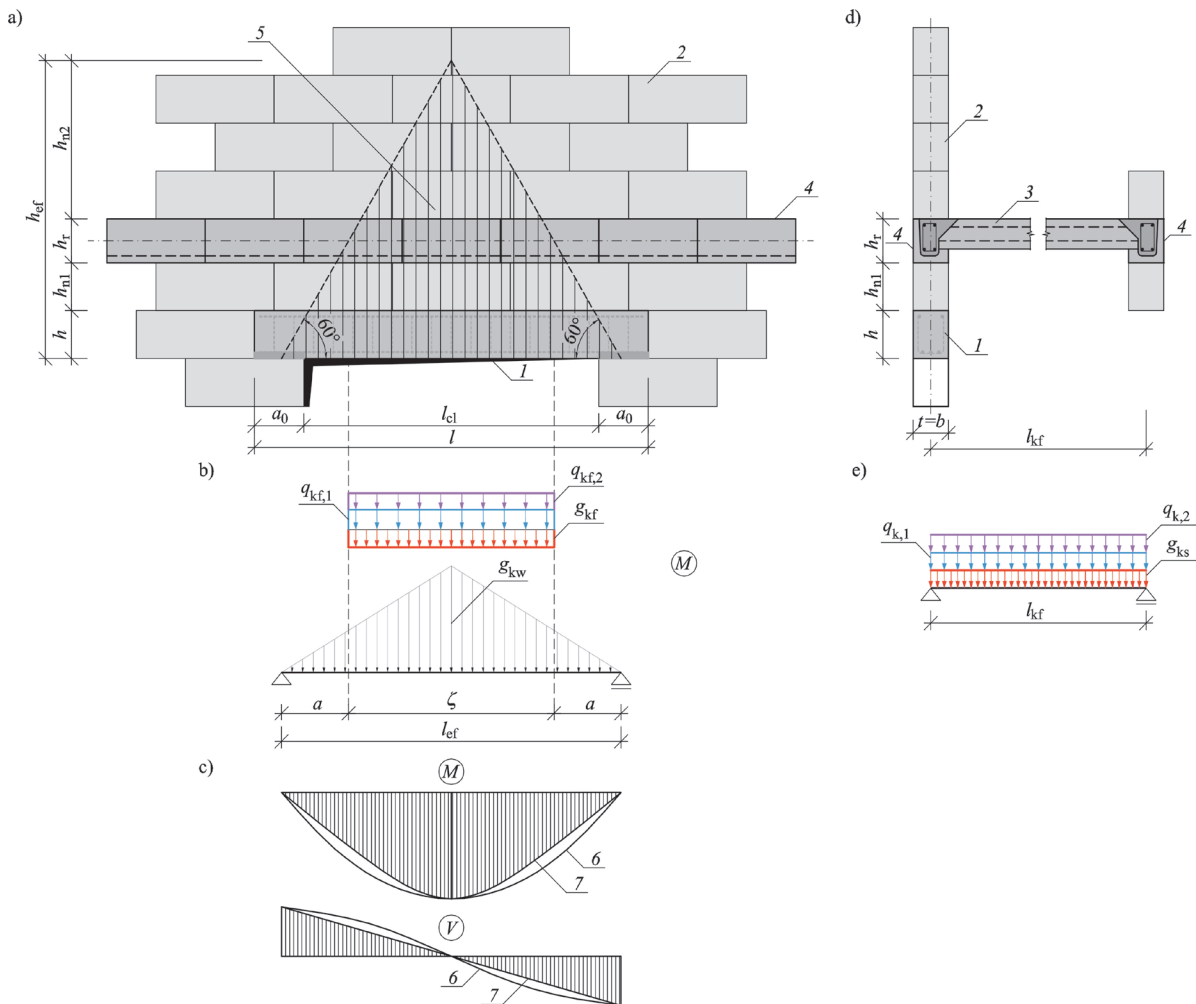 a)
5
2
h_ef
h_n2
4
h_r
h_n1
h
60°
60°
1
a_0
l_cl
a_0
l
b)
q_kf,1
q_kf,2
g_kf
M
g_kw
a
ζ
a
l_ef
c)
M
6
7
V
6
7
d)
2
3
h_r
4
4
h_n1
h
1
t=b
l_kf
e)
q_k,1
q_k,2
g_ks
l_kf